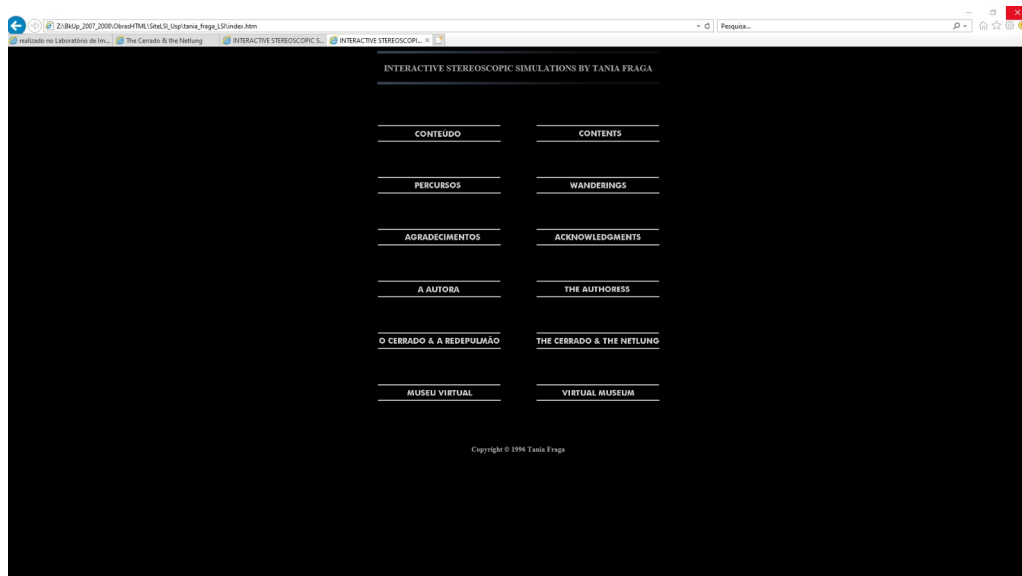 Z:\BkUp_2007_2008\ObrasHTML\SiteLSI_Usp\tania_fraga_LSI\index.htm
Pesquisa...
realizado no Laboratório de Im...
The Cerrado & the Netlung
INTERACTIVE STEREOSCOPIC S...
INTERACTIVE STEREOSCOPI...
INTERACTIVE STEREOSCOPIC SIMULATIONS BY TANIA FRAGA
CONTEÚDO CONTENTS
PERCURSOS WANDERINGS
AGRADECIMENTOS ACKNOWLEDGMENTS
A AUTORA THE AUTHORESS
O CERRADO & A REDEPULMÃO THE CERRADO & THE NETLUNG
MUSEU VIRTUAL VIRTUAL MUSEUM
Copyright © 1996 Tania Fraga